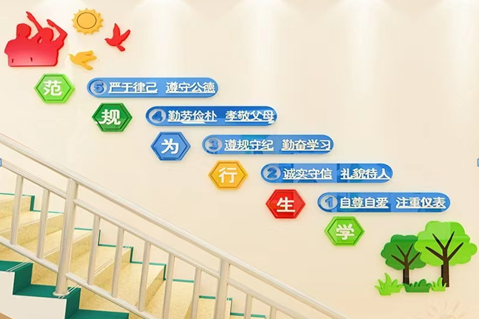 范 5 严于律己 遵守公德
规 4 勤劳俭朴 孝敬父母
为 3 遵规守纪 勤奋学习
行 2 诚实守信 礼貌待人
生 1 自尊自爱 注重仪表
学